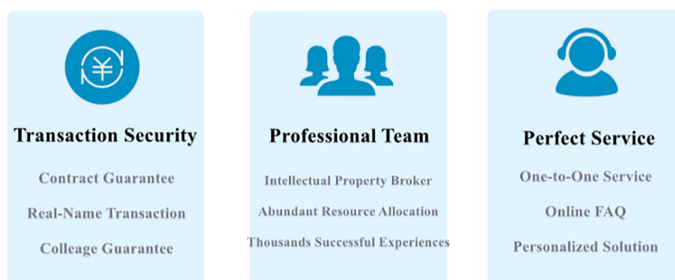 Transaction Security
Contract Guarantee
Real-Name Transaction
Colleage Guarantee
Professional Team
Intellectual Property Broker
Abundant Resource Allocation
Thousands Successful Experiences
Perfect Service
One-to-One Service
Online FAQ
Personalized Solution